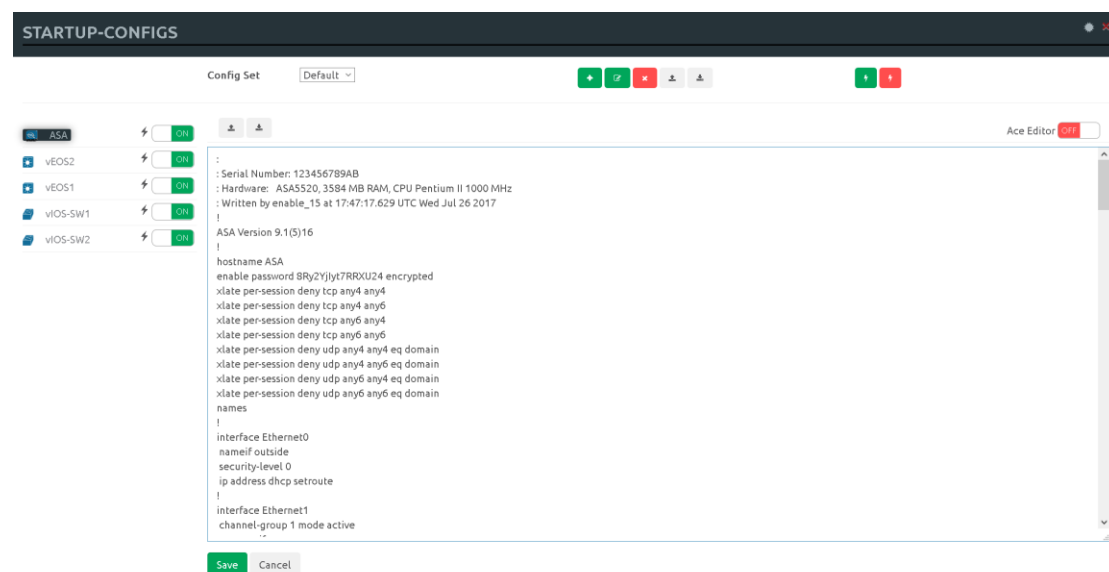 STARTUP-CONFIGS
Config Set Default
ASA ON
vEOS2 ON
vEOS1 ON
vIOS-SW1 ON
vIOS-SW2 ON
Ace Editor OFF
:
: Serial Number: 123456789AB
: Hardware: ASA5520, 3584 MB RAM, CPU Pentium II 1000 MHz
: Written by enable_15 at 17:47:17.629 UTC Wed Jul 26 2017
!
ASA Version 9.1(5)16
!
hostname ASA
enable password 8Ry2YjIyt7RRXU24 encrypted
xlate per-session deny tcp any4 any4
xlate per-session deny tcp any4 any6
xlate per-session deny tcp any6 any4
xlate per-session deny tcp any6 any6
xlate per-session deny udp any4 any4 eq domain
xlate per-session deny udp any4 any6 eq domain
xlate per-session deny udp any6 any4 eq domain
xlate per-session deny udp any6 any6 eq domain
names
!
interface Ethernet0
nameif outside
security-level 0
ip address dhcp setroute
!
interface Ethernet1
channel-group 1 mode active
Save Cancel